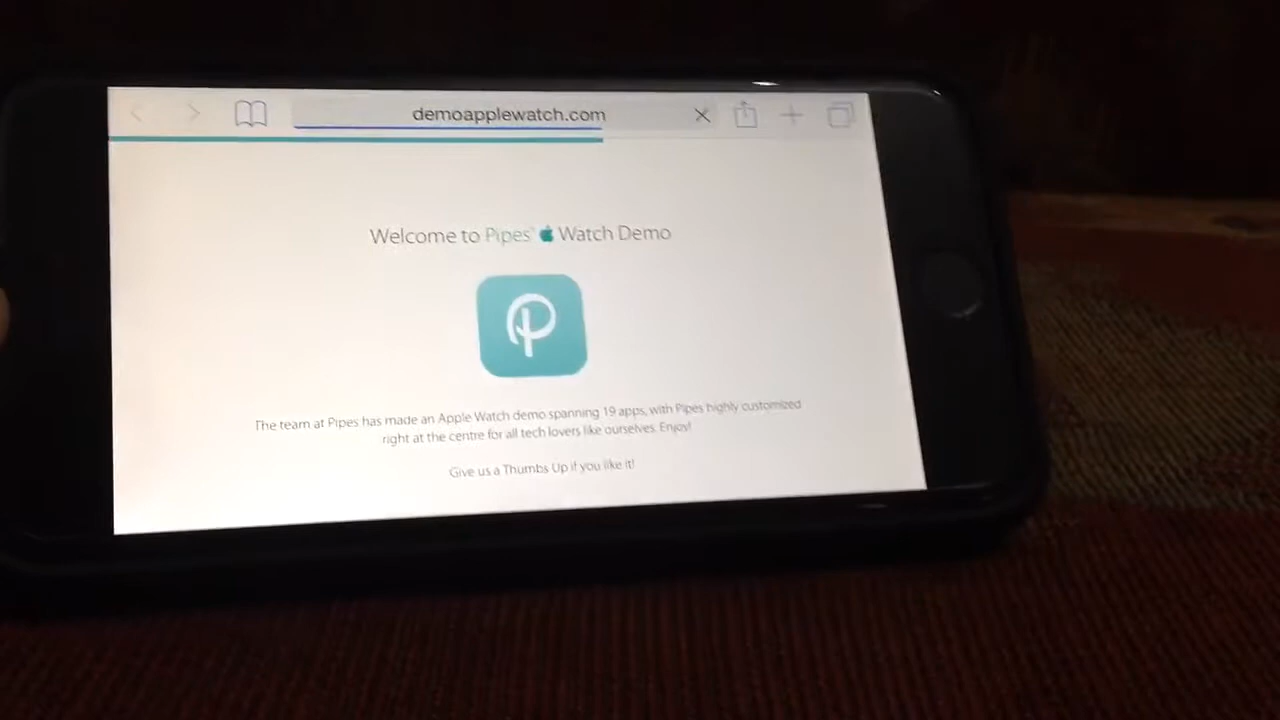 demoapplewatch.com
Welcome to Pipes' Watch Demo
P
The team at Pipes has made an Apple Watch demo spanning 19 apps, with Pipes highly customized
right at the centre for all tech lovers like ourselves. Enjoy!
Give us a Thumbs Up if you like it!